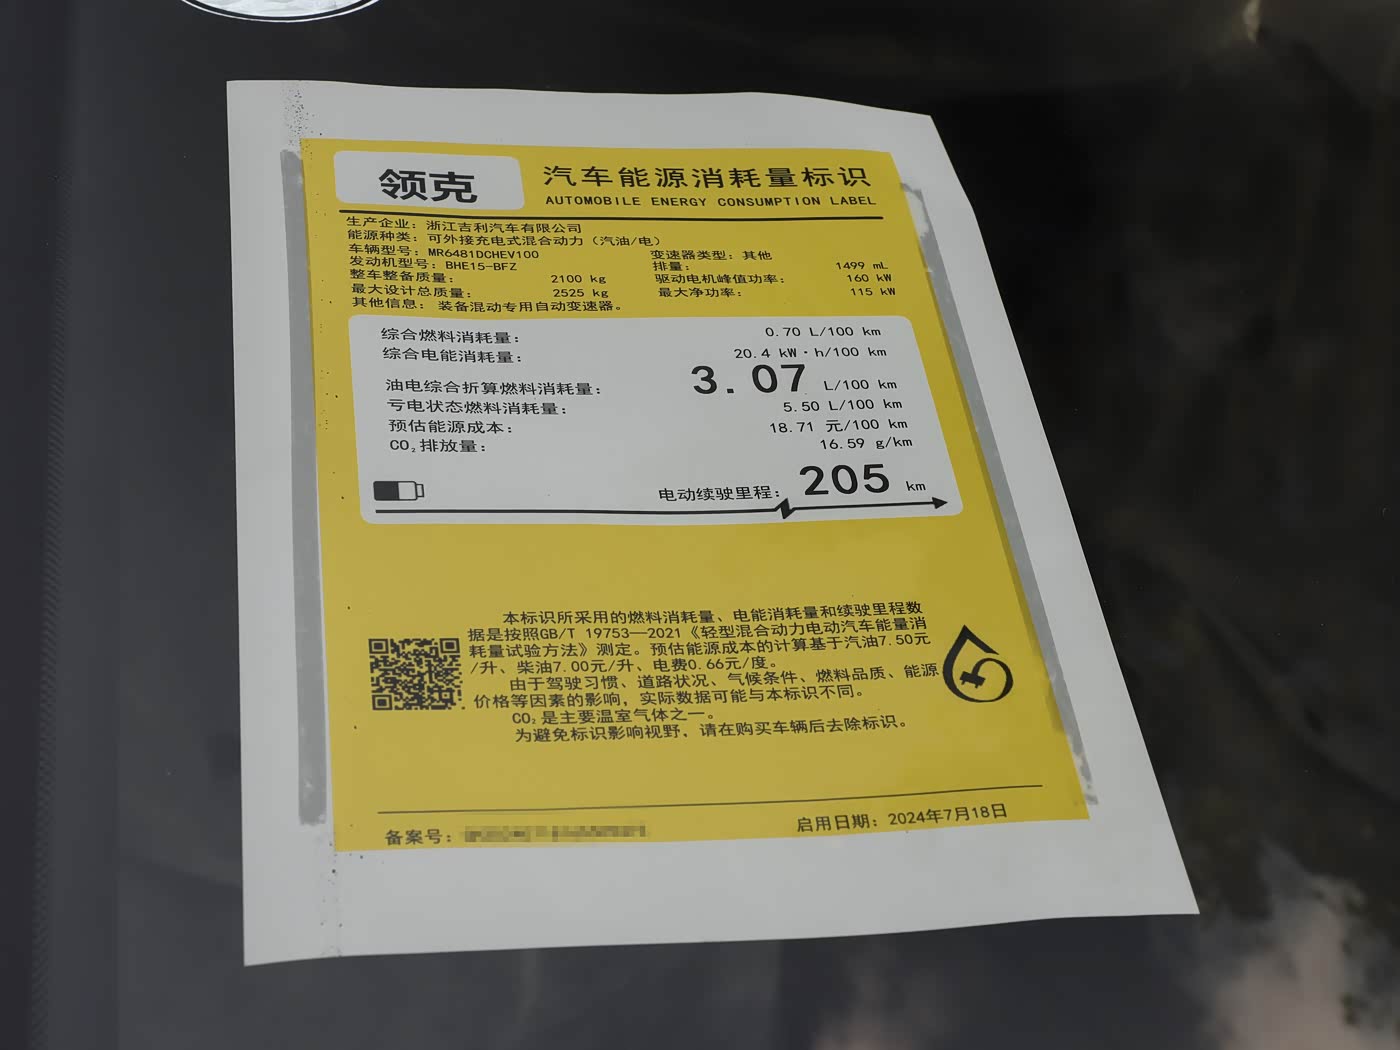 领克
汽车能源消耗量标识
AUTOMOBILE ENERGY CONSUMPTION LABEL
生产企业：浙江吉利汽车有限公司
能源种类：可外接充电式混合动力（汽油/电）
车辆型号：MR6481DCHEV100 变速器类型：其他
发动机型号：BHE15-BFZ 排量：1499 mL
整车整备质量：2100 kg 驱动电机峰值功率：160 kW
最大设计总质量：2525 kg 最大净功率：115 kW
其他信息：装备混动专用自动变速器。
综合燃料消耗量：0.70 L/100 km
综合电能消耗量：20.4 kW·h/100 km
油电综合折算燃料消耗量：3.07 L/100 km
亏电状态燃料消耗量：5.50 L/100 km
预估能源成本：18.71 元/100 km
CO₂排放量：16.59 g/km
电动续驶里程：205 km
本标识所采用的燃料消耗量、电能消耗量和续驶里程数
据是按照GB/T 19753—2021《轻型混合动力电动汽车能量消
耗量试验方法》测定。预估能源成本的计算基于汽油7.50元
/升、柴油7.00元/升、电费0.66元/度。
由于驾驶习惯、道路状况、气候条件、燃料品质、能源
价格等因素的影响，实际数据可能与本标识不同。
CO₂是主要温室气体之一。
为避免标识影响视野，请在购买车辆后去除标识。
备案号： 启用日期：2024年7月18日